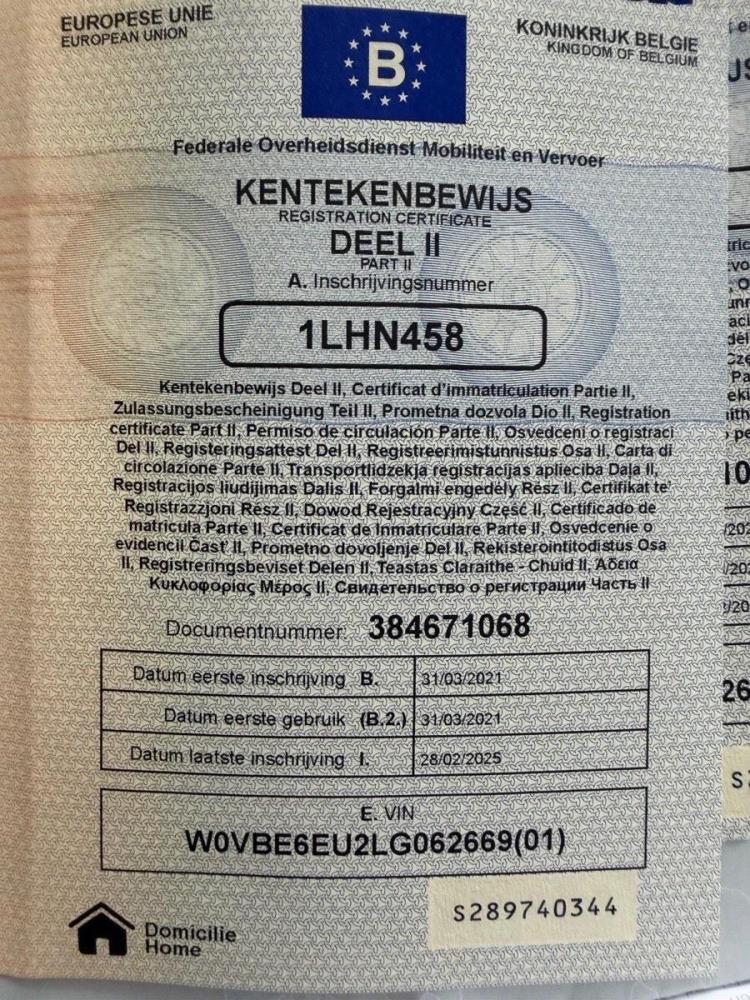 EUROPESE UNIE
EUROPEAN UNION
B
KONINKRIJK BELGIE
KINGDOM OF BELGIUM
Federale Overheidsdienst Mobiliteit en Vervoer
KENTEKENBEWIJS
REGISTRATION CERTIFICATE
DEEL II
PART II
A. Inschrijvingsnummer
1LHN458
Kentekenbewijs Deel II, Certificat d'immatriculation Partie II,
Zulassungsbescheinigung Teil II, Prometna dozvola Dio II, Registration
certificate Part II, Permiso de circulación Parte II, Osvedceni o registraci
Del II, Registeringsattest Del II, Registreerimistunnistus Osa II, Carta di
circolazione Parte II, Transportlidzekja registracijas aplieciba Daļa II,
Registracijos liudijimas Dalis II, Forgalmi engedély Rész II, Certifikat te'
Registrazzjoni Rész II, Dowod Rejestracyjny Część II, Certificado de
matricula Parte II, Certificat de Inmatriculare Parte II, Osvedcenie o
evidencil Časť II, Prometno dovoljenje Del II, Rekisterointitodistus Osa
II, Registreringsbeviset Delen II, Teastas Claraithe - Chuid II, Άδεια
Κυκλοφορίας Μέρος II, Свидетельство о регистрации Часть II
Documentnummer: 384671068
Datum eerste inschrijving B. 31/03/2021
Datum eerste gebruik (B.2.) 31/03/2021
Datum laatste inschrijving I. 28/02/2025
E. VIN
W0VBE6EU2LG062669(01)
S289740344
Domicilie
Home